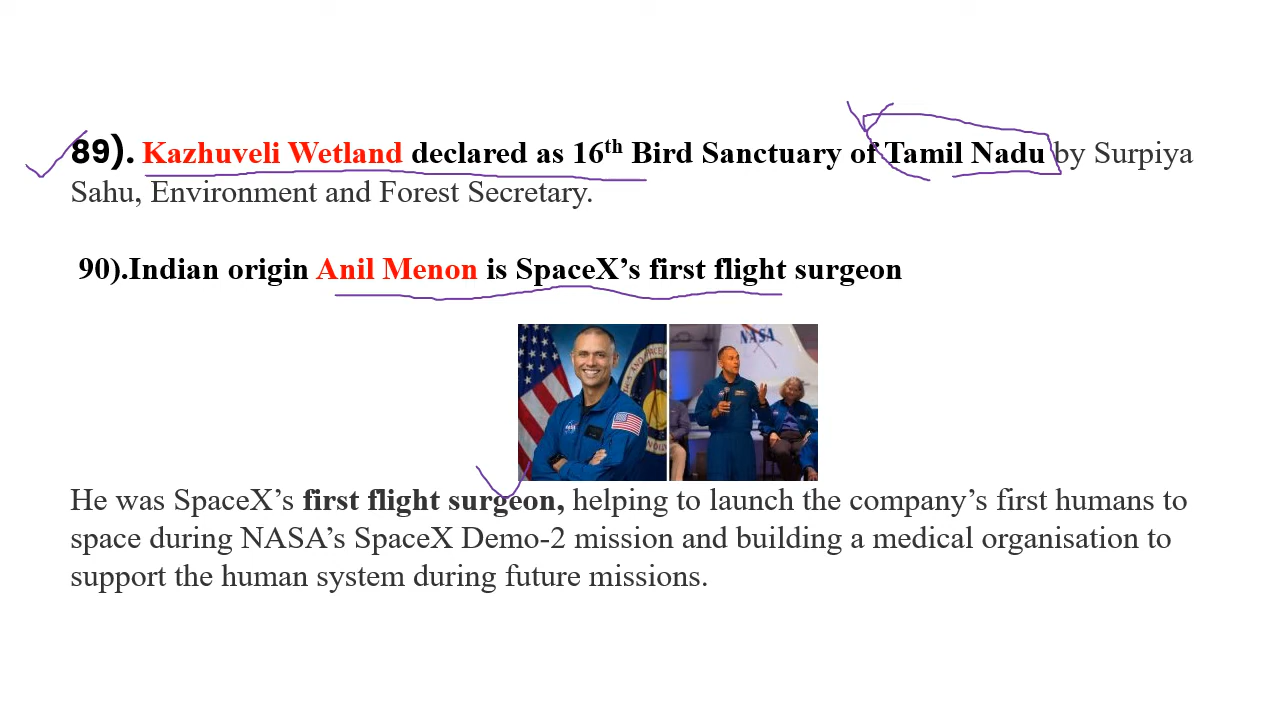 89). Kazhuveli Wetland declared as 16th Bird Sanctuary of Tamil Nadu by Surpiya
Sahu, Environment and Forest Secretary.
90).Indian origin Anil Menon is SpaceX’s first flight surgeon
NASA
He was SpaceX’s first flight surgeon, helping to launch the company’s first humans to
space during NASA’s SpaceX Demo-2 mission and building a medical organisation to
support the human system during future missions.